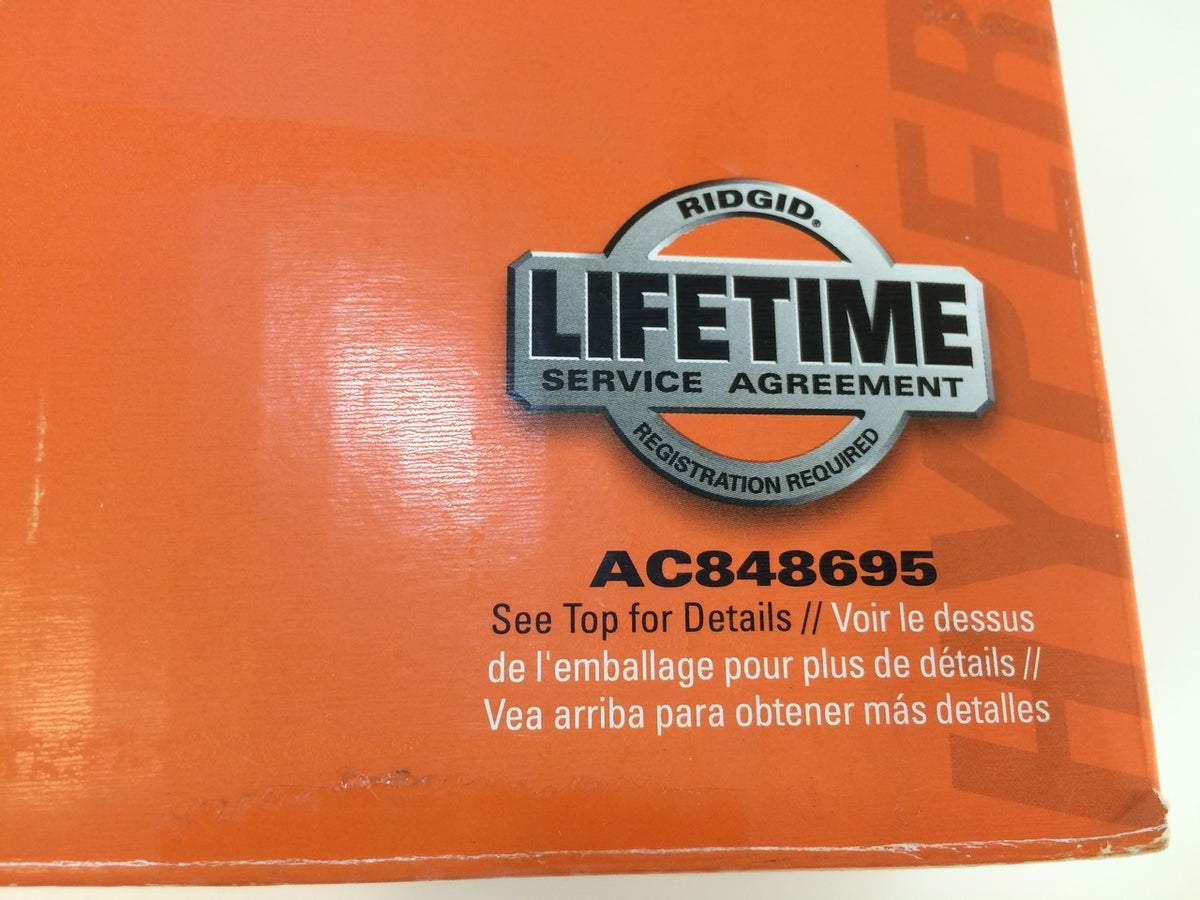 RIDGID®
LIFETIME
SERVICE AGREEMENT
REGISTRATION REQUIRED
AC848695
See Top for Details // Voir le dessus
de l'emballage pour plus de détails //
Vea arriba para obtener más detalles
HYPER